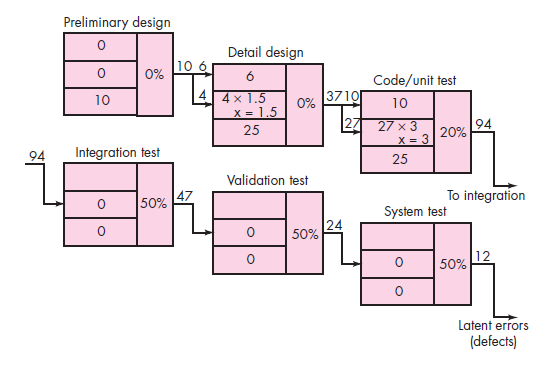 Preliminary design
0
0
10
0%
10 6
4
Detail design
6
4 x 1.5
x = 1.5
25
0%
37 10
27
Code/unit test
10
27 x 3
x = 3
25
20%
94
To integration
94
Integration test
0
0
50%
47
Validation test
0
0
50%
24
System test
0
0
50%
12
Latent errors
(defects)